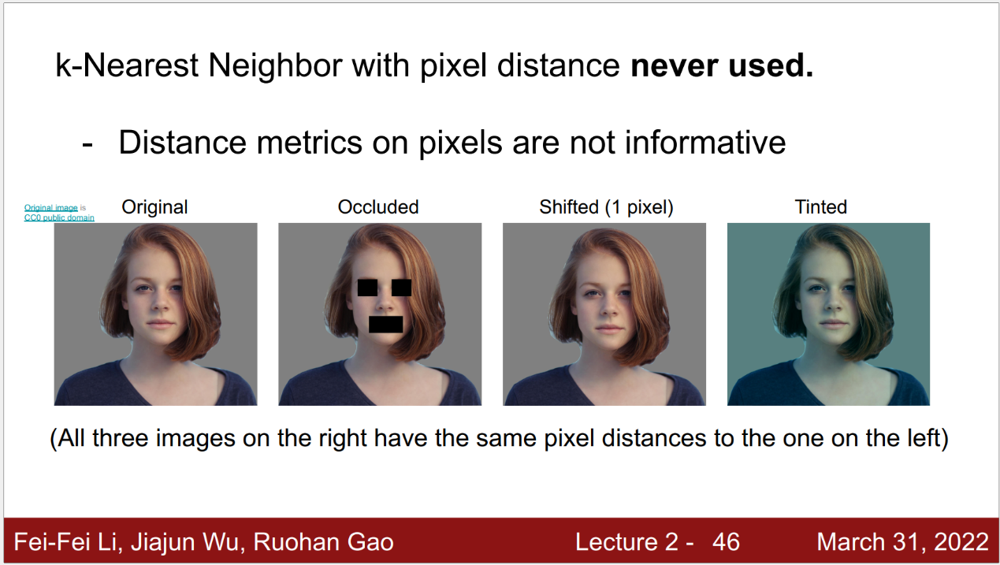 k-Nearest Neighbor with pixel distance never used.
- Distance metrics on pixels are not informative
Original image is
CC0 public domain
Original
Occluded
Shifted (1 pixel)
Tinted
(All three images on the right have the same pixel distances to the one on the left)
Fei-Fei Li, Jiajun Wu, Ruohan Gao
Lecture 2 - 46
March 31, 2022